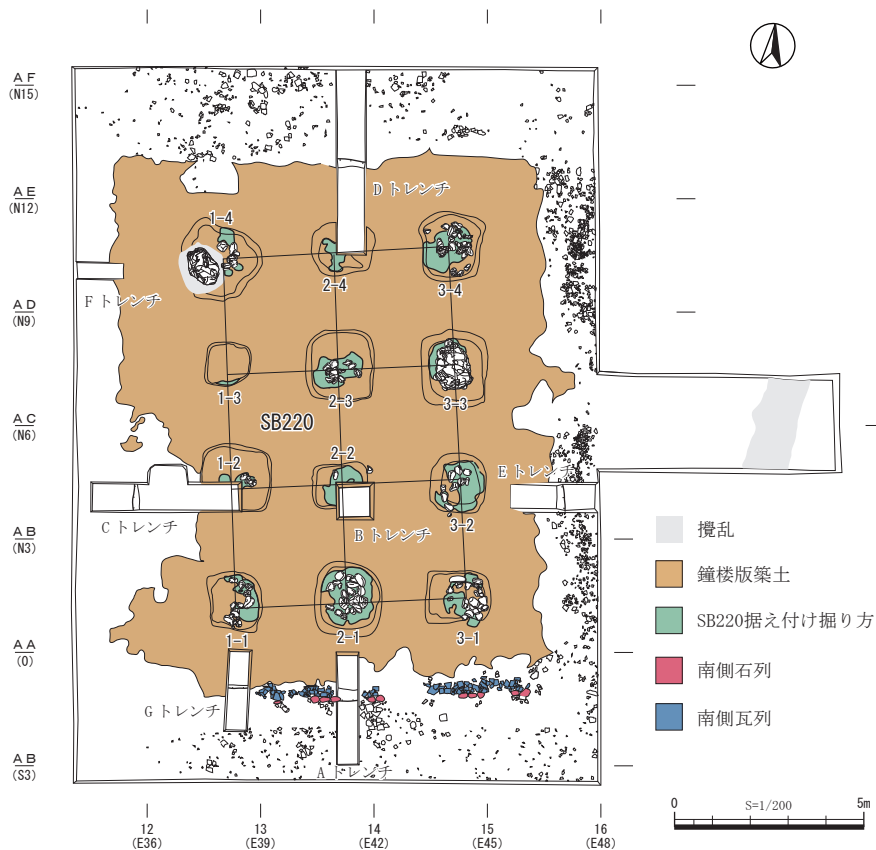 AF
(N15)
AE
(N12)
Dトレンチ
1-4
2-4
3-4
Fトレンチ
AD
(N9)
1-3
2-3
3-3
SB220
AC
(N6)
1-2
2-2
Eトレンチ
3-2
Cトレンチ
Bトレンチ
AB
(N3)
攪乱
鐘楼版築土
SB220据え付け掘り方
南側石列
南側瓦列
1-1
2-1
3-1
AA
(0)
Gトレンチ
Aトレンチ
AB
(S3)
0 S=1/200 5m
12 13 14 15 16
(E36) (E39) (E42) (E45) (E48)